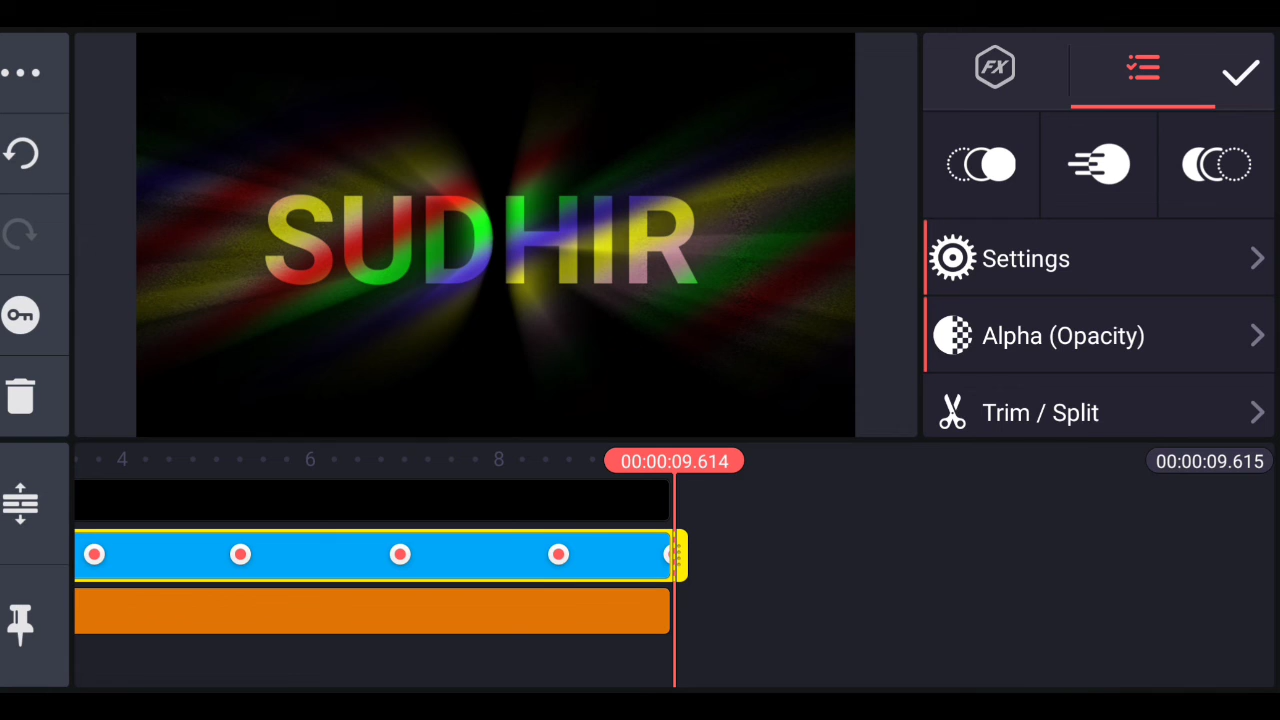 FX
SUDHIR
Settings
Alpha (Opacity)
Trim / Split
4
6
8
00:00:09.614
00:00:09.615